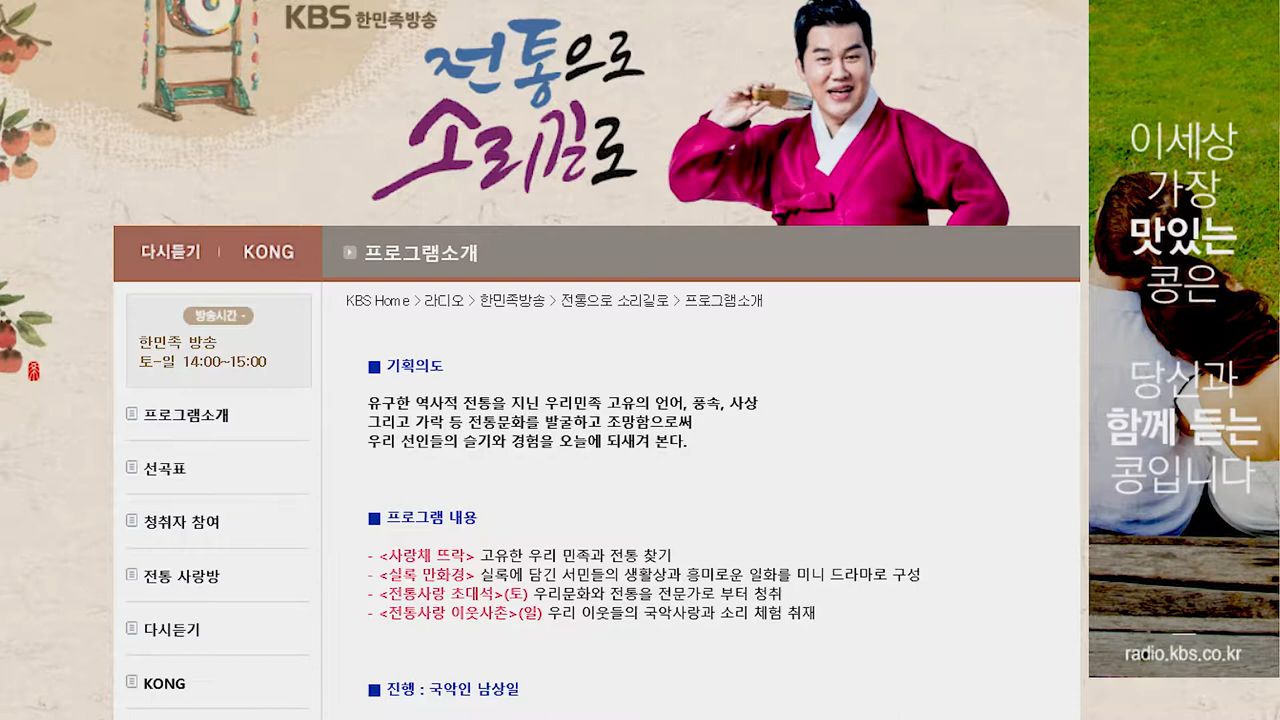 KBS 한민족방송
전통으로
소리길로
다시듣기 | KONG
프로그램소개
KBS Home > 라디오 > 한민족방송 > 전통으로 소리길로 > 프로그램소개
방송시간
한민족 방송
토-일 14:00~15:00
프로그램소개
선곡표
청취자 참여
전통 사랑방
다시듣기
KONG
■ 기획의도
유구한 역사적 전통을 지닌 우리민족 고유의 언어, 풍속, 사상
그리고 가락 등 전통문화를 발굴하고 조망함으로써
우리 선인들의 슬기와 경험을 오늘에 되새겨 본다.
■ 프로그램 내용
- <사랑채 뜨락> 고유한 우리 민족과 전통 찾기
- <실록 만화경> 실록에 담긴 서민들의 생활상과 흥미로운 일화를 미니 드라마로 구성
- <전통사랑 초대석>(토) 우리문화와 전통을 전문가로 부터 청취
- <전통사랑 이웃사촌>(일) 우리 이웃들의 국악사랑과 소리 체험 취재
■ 진행 : 국악인 남상일
이세상
가장
맛있는
콩은
당신과
함께 듣는
콩입니다
radio.kbs.co.kr